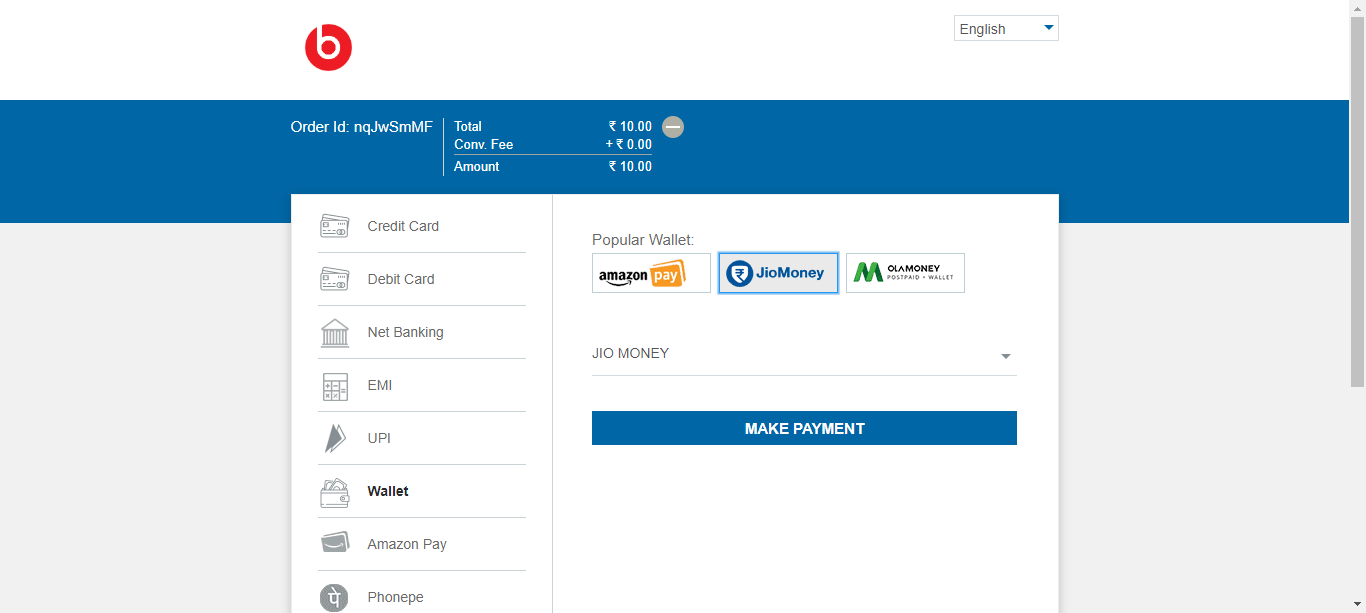 b
English
Order Id: nqJwSmMF
Total ₹ 10.00
Conv. Fee + ₹ 0.00
Amount ₹ 10.00
Credit Card
Debit Card
Net Banking
EMI
UPI
Wallet
Amazon Pay
पे Phonepe
Popular Wallet:
amazon pay
₹ JioMoney
OLAMONEY
POSTPAID + WALLET
JIO MONEY
MAKE PAYMENT